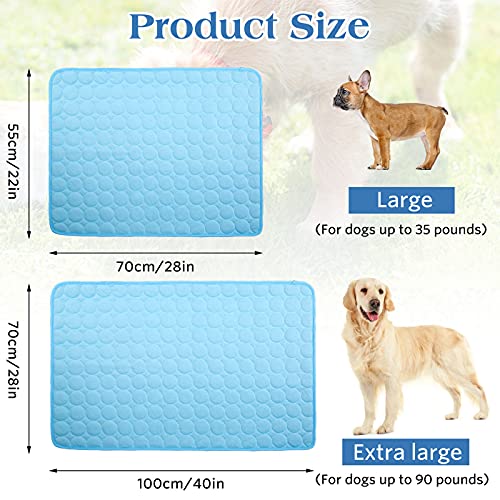 Product Size
55cm/22in
70cm/28in
Large
(For dogs up to 35 pounds)
70cm/28in
100cm/40in
Extra large
(For dogs up to 90 pounds)